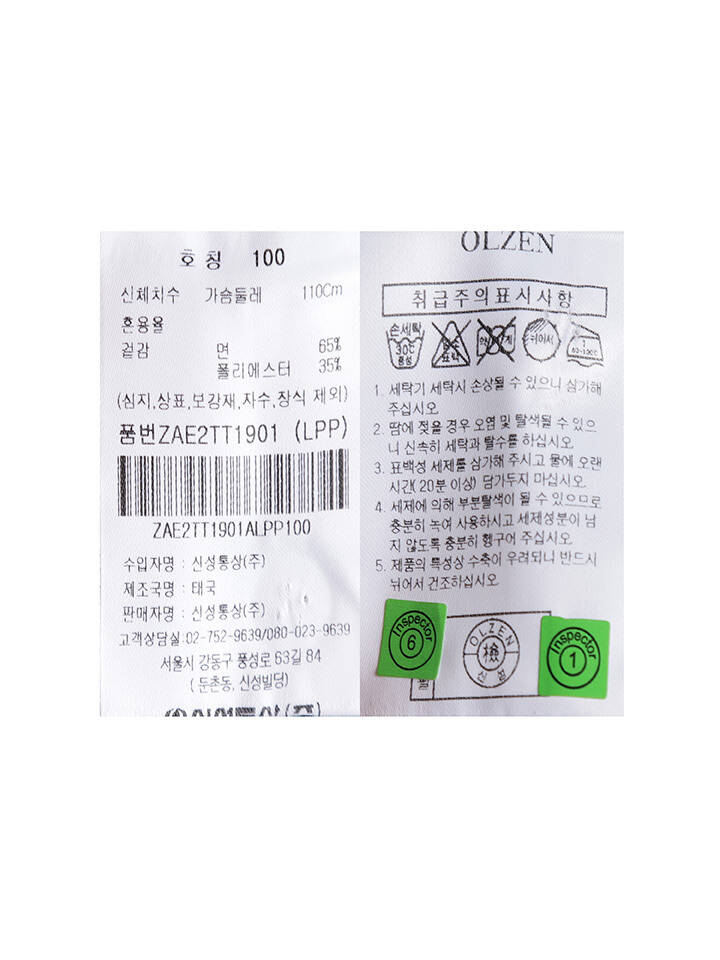 호 칭 100
신체치수 가슴둘레 110Cm
혼용율
겉감 면 65%
폴리에스터 35%
(심지,상표,보강재,자수,장식 제외)
품번ZAE2TT1901 (LPP)
ZAE2TT1901ALPP100
수입자명 : 신성통상(주)
제조국명 : 태국
판매자명 : 신성통상(주)
고객상담실:02-752-9639/080-023-9639
서울시 강동구 풍성로 63길 84
( 둔촌동, 신성빌딩)
OLZEN
취급주의표시사항
손세탁
30℃
중성
뉘어서
1. 세탁기 세탁시 손상될 수 있으니 삼가해
주십시오.
2. 땀에 젖을 경우 오염 및 탈색될 수 있으
니 신속히 세탁과 탈수를 하십시오.
3. 표백성 세제를 삼가해 주시고 물에 오랜
시간( 20분 이상) 담가두지 마십시오.
4. 세제에 의해 부분탈색이 될 수 있으므로
충분히 녹여 사용하시고 세제성분이 남
지 않도록 충분히 헹구어 주십시오.
5. 제품의 특성상 수축이 우려되니 반드시
뉘어서 건조하십시오.
Inspector
6
OLZEN
檢
신성
Inspector
1